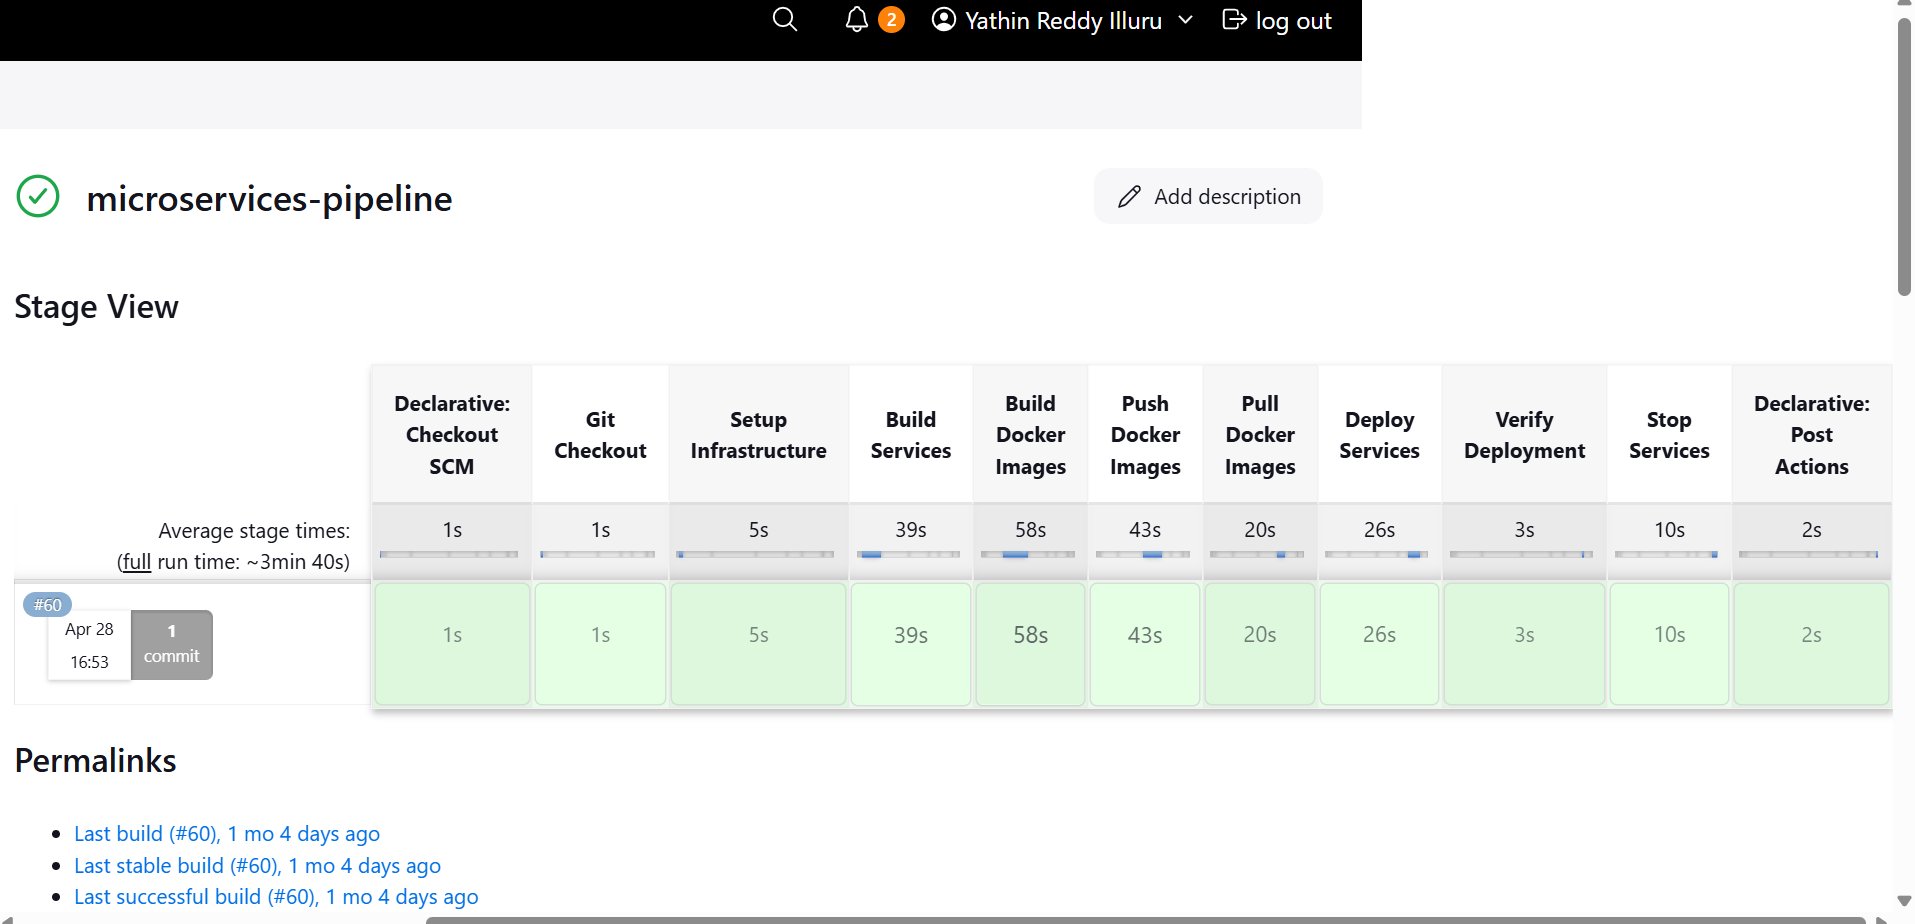 2 Yathin Reddy Illuru log out
microservices-pipeline Add description
Stage View
Declarative: Checkout SCM
Git Checkout
Setup Infrastructure
Build Services
Build Docker Images
Push Docker Images
Pull Docker Images
Deploy Services
Verify Deployment
Stop Services
Declarative: Post Actions
Average stage times:
(full run time: ~3min 40s)
1s 1s 5s 39s 58s 43s 20s 26s 3s 10s 2s
#60
Apr 28
16:53
1
commit
1s 1s 5s 39s 58s 43s 20s 26s 3s 10s 2s
Permalinks
Last build (#60), 1 mo 4 days ago
Last stable build (#60), 1 mo 4 days ago
Last successful build (#60), 1 mo 4 days ago